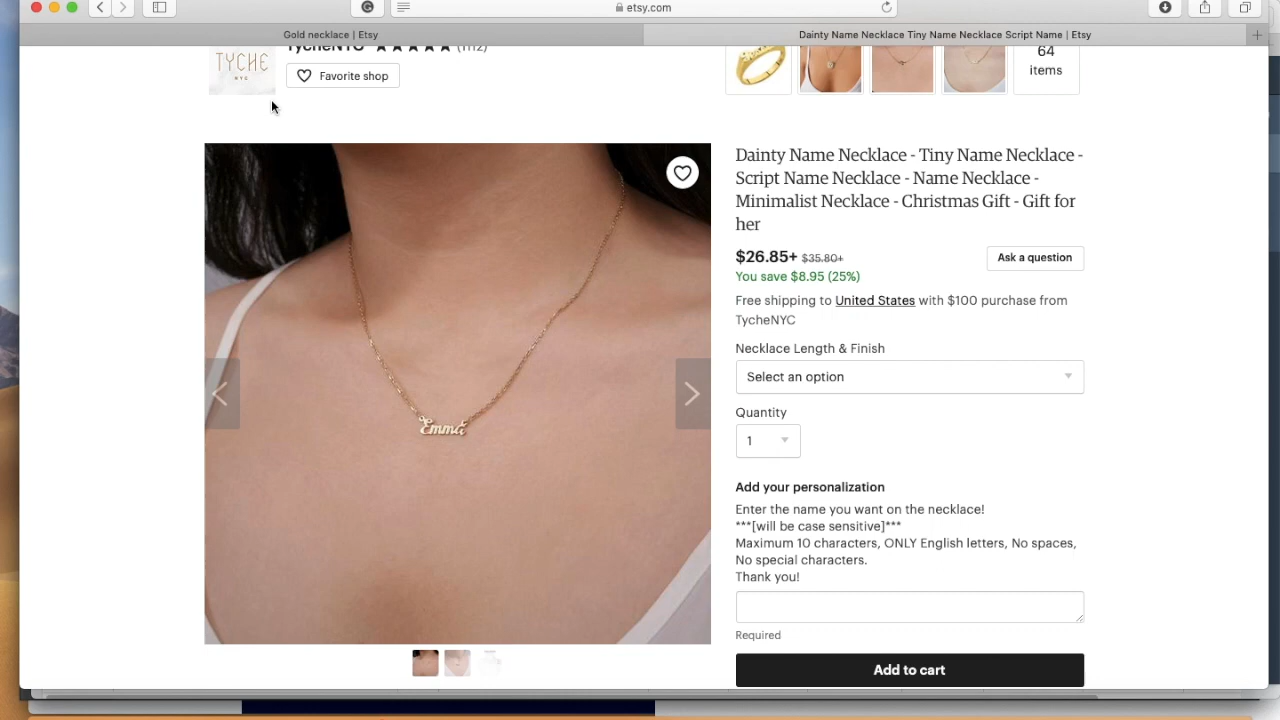 etsy.com
Gold necklace | Etsy
Dainty Name Necklace Tiny Name Necklace Script Name | Etsy
TycheNYC ★★★★★ (1112)
TYCHE
NYC
Favorite shop
64
items
Dainty Name Necklace - Tiny Name Necklace -
Script Name Necklace - Name Necklace -
Minimalist Necklace - Christmas Gift - Gift for
her
$26.85+ $35.80+
Ask a question
You save $8.95 (25%)
Free shipping to United States with $100 purchase from
TycheNYC
Necklace Length & Finish
Select an option
Emma
Quantity
1
Add your personalization
Enter the name you want on the necklace!
***[will be case sensitive]***
Maximum 10 characters, ONLY English letters, No spaces,
No special characters.
Thank you!
Required
Add to cart